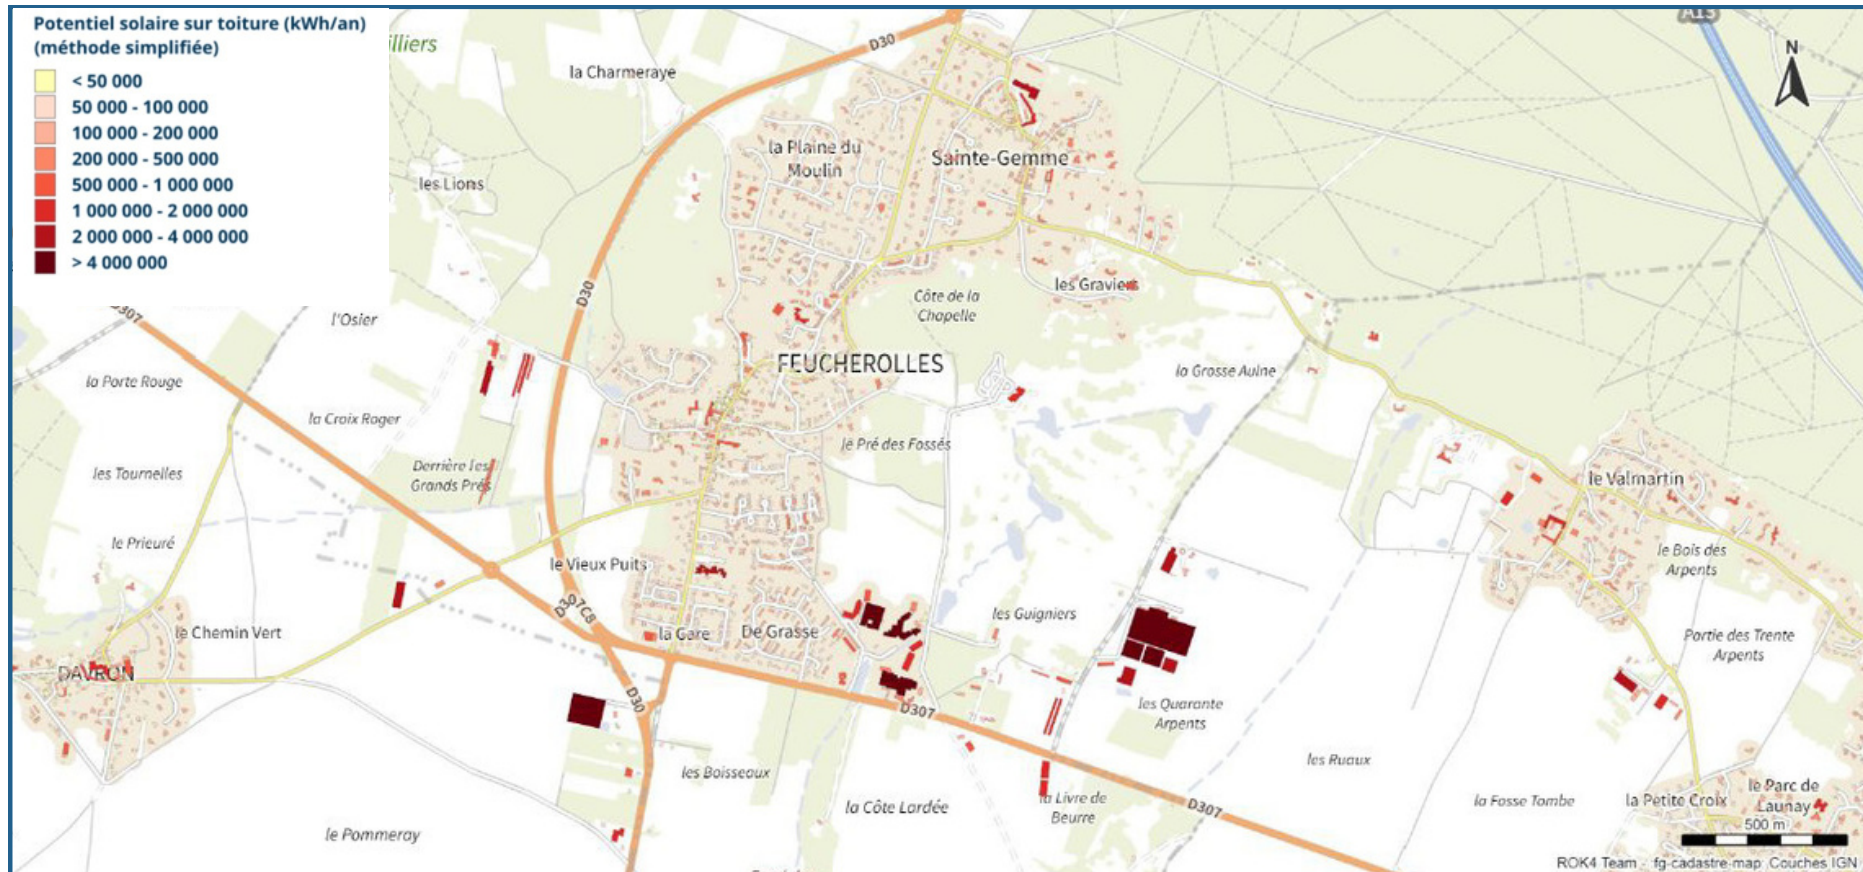 Potentiel solaire sur toiture (kWh/an)
(méthode simplifiée)
< 50 000
50 000 - 100 000
100 000 - 200 000
200 000 - 500 000
500 000 - 1 000 000
1 000 000 - 2 000 000
2 000 000 - 4 000 000
> 4 000 000
illiers
D30
A13
N
la Charmeraye
la Plaine du
Moulin
Sainte-Gemme
les Lions
D30
les Graviers
Côte de la
Chapelle
D307
l'Osier
FEUCHEROLLES
la Grosse Aulne
la Porte Rouge
la Croix Roger
le Pré des Fossés
les Tournelles
Derrière les
Grands Prés
le Valmartin
le Prieuré
le Bois des
Arpents
le Vieux Puits
D307
C8
les Guigniers
le Chemin Vert
la Gare
De Grasse
Portie des Trente
Arpents
DAVRON
D30
D307
les Quarante
Arpents
les Boisseaux
les Ruaux
la Côte Lardée
la Livre de
Beurre
D307
la Fosse Tombe
la Petite Croix
le Parc de
Launay
le Pommeray
500 m
ROK4 Team - fg-cadastre-map Couches IGN